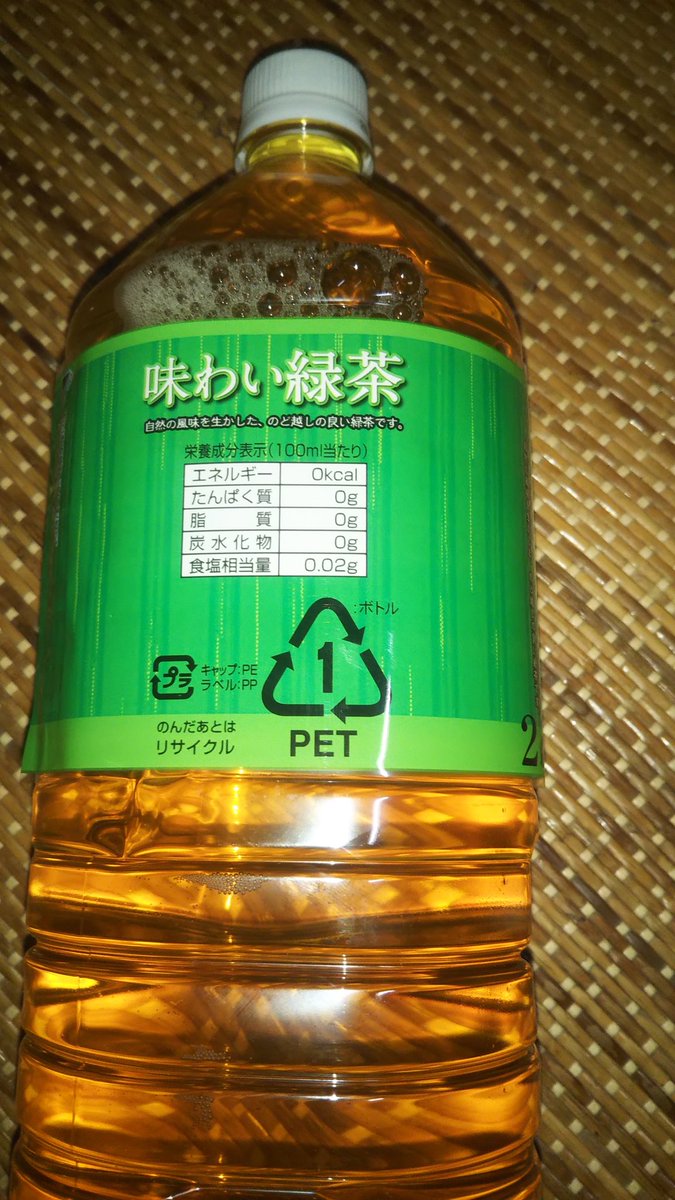 味わい緑茶
自然の風味を生かした、のど越しの良い緑茶です。
栄養成分表示(100ml当たり)
エネルギー 0kcal
たんぱく質 0g
脂質 0g
炭水化物 0g
食塩相当量 0.02g
:ボトル
1
プラ
キャップ:PE
ラベル:PP
のんだあとは
リサイクル
PET
2